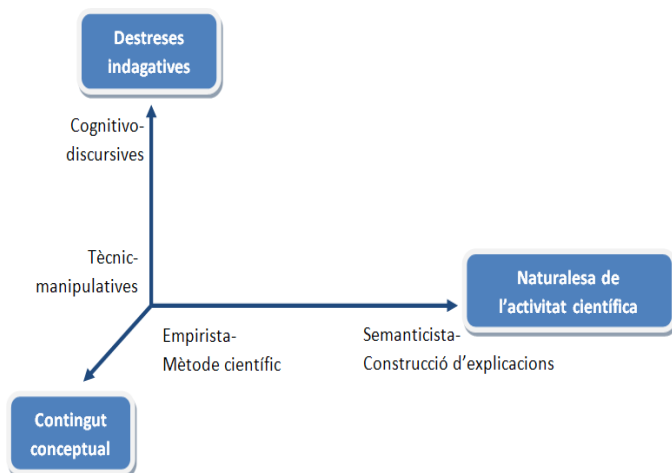 Destreses
indagatives
Cognitivo-
discursives
Tècnic-
manipulatives
Naturalesa de
l'activitat científica
Empirista-
Mètode científic
Semanticista-
Construcció d'explicacions
Contingut
conceptual